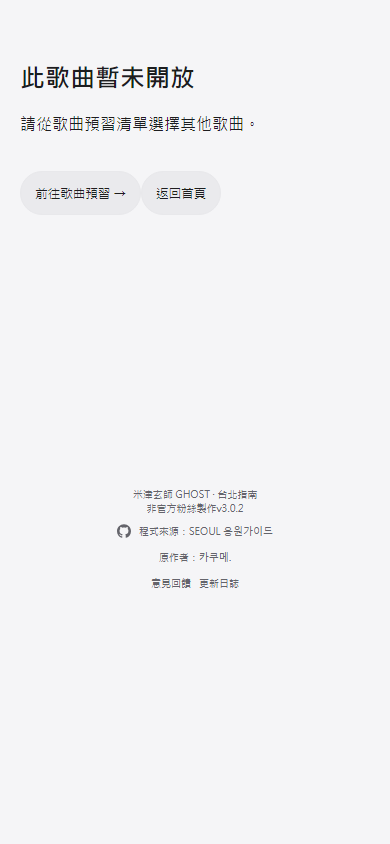 此歌曲暫未開放
請從歌曲預習清單選擇其他歌曲。
前往歌曲預習 →
返回首頁
米津玄師 GHOST · 台北指南
非官方粉絲製作v3.0.2
程式來源：SEOUL 응원가이드
原作者：카쿠메.
意見回饋 更新日誌